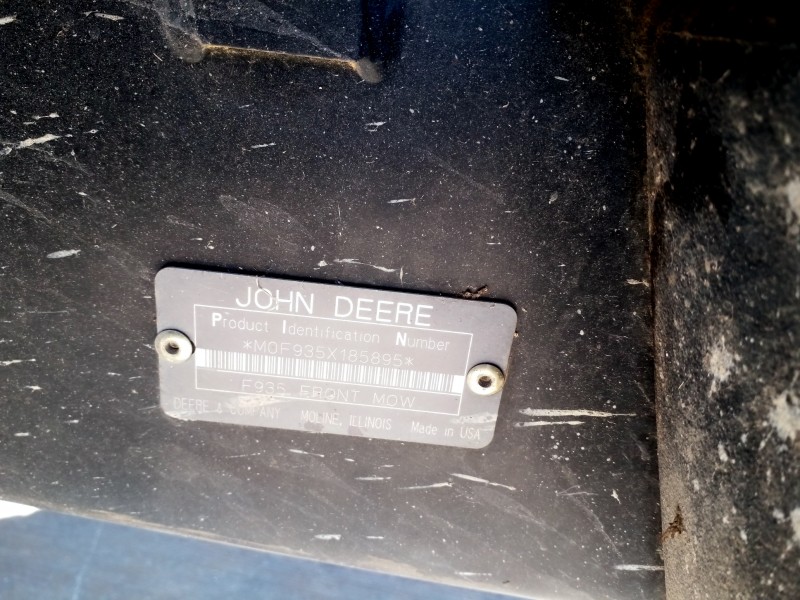 JOHN DEERE
Product Identification Number
*M0F935X185895*
F935 FRONT MOW
DEERE & COMPANY MOLINE, ILLINOIS Made in USA